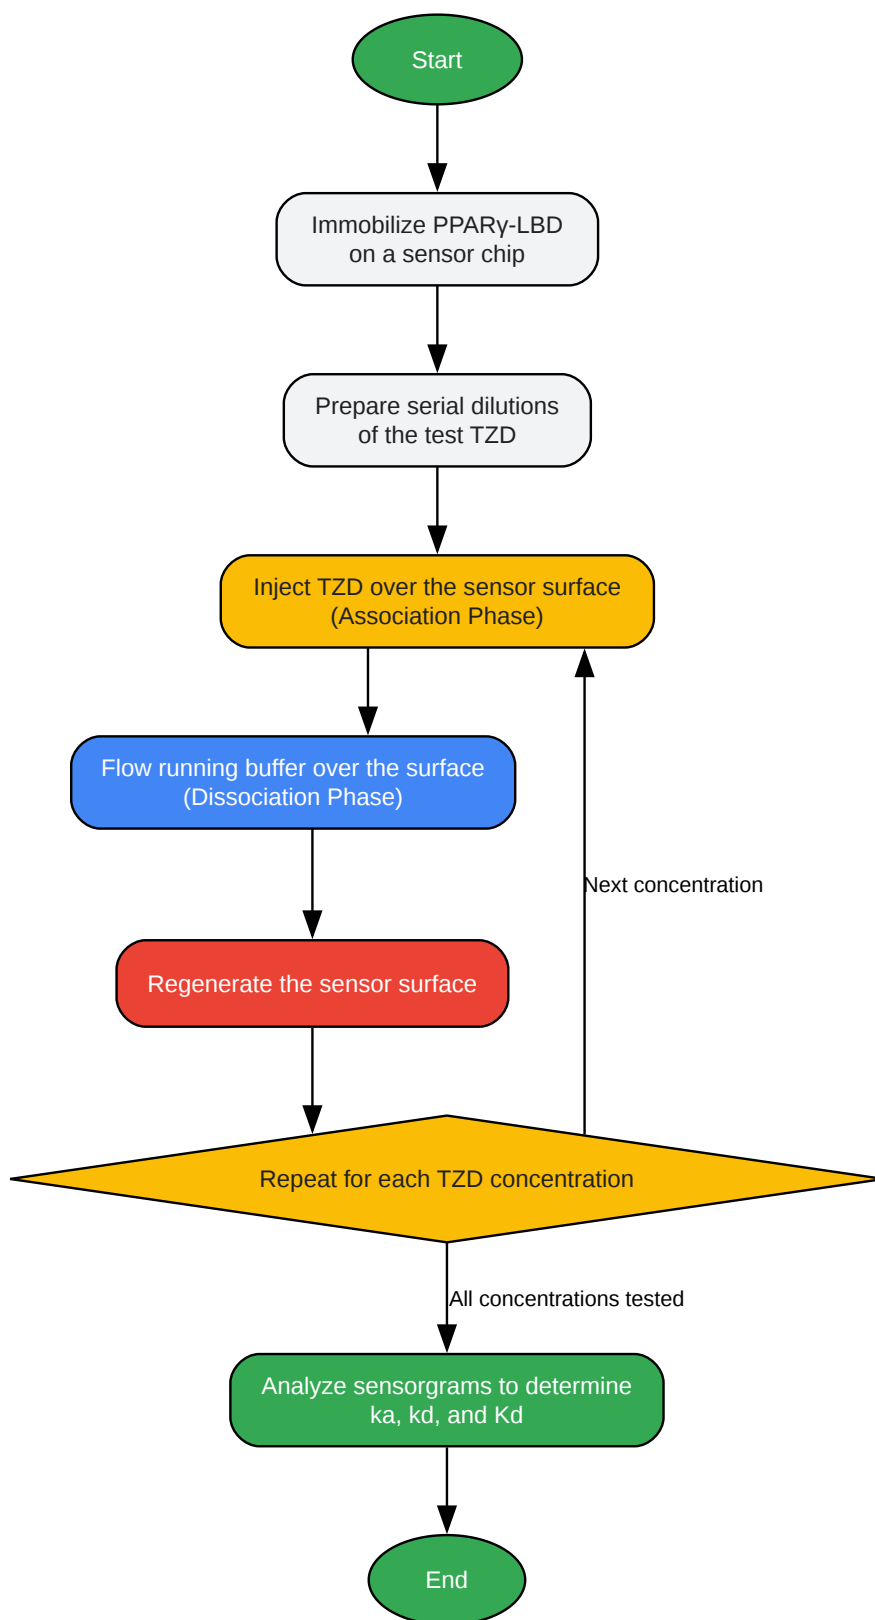 Start
Immobilize PPARγ-LBD
on a sensor chip
Prepare serial dilutions
of the test TZD
Inject TZD over the sensor surface
(Association Phase)
Flow running buffer over the surface
(Dissociation Phase)
Next concentration
Regenerate the sensor surface
Repeat for each TZD concentration
All concentrations tested
Analyze sensorgrams to determine
ka, kd, and Kd
End